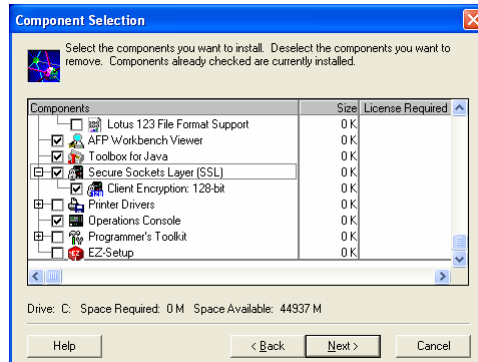 Component Selection
Select the components you want to install. Deselect the components you want to
remove. Components already checked are currently installed.
Components Size License Required
Lotus 123 File Format Support 0 K
AFP Workbench Viewer 0 K
Toolbox for Java 0 K
Secure Sockets Layer (SSL) 0 K
Client Encryption: 128-bit 0 K
Printer Drivers 0 K
Operations Console 0 K
Programmer's Toolkit 0 K
EZ-Setup 0 K
Drive: C: Space Required: 0 M Space Available: 44937 M
Help < Back Next > Cancel